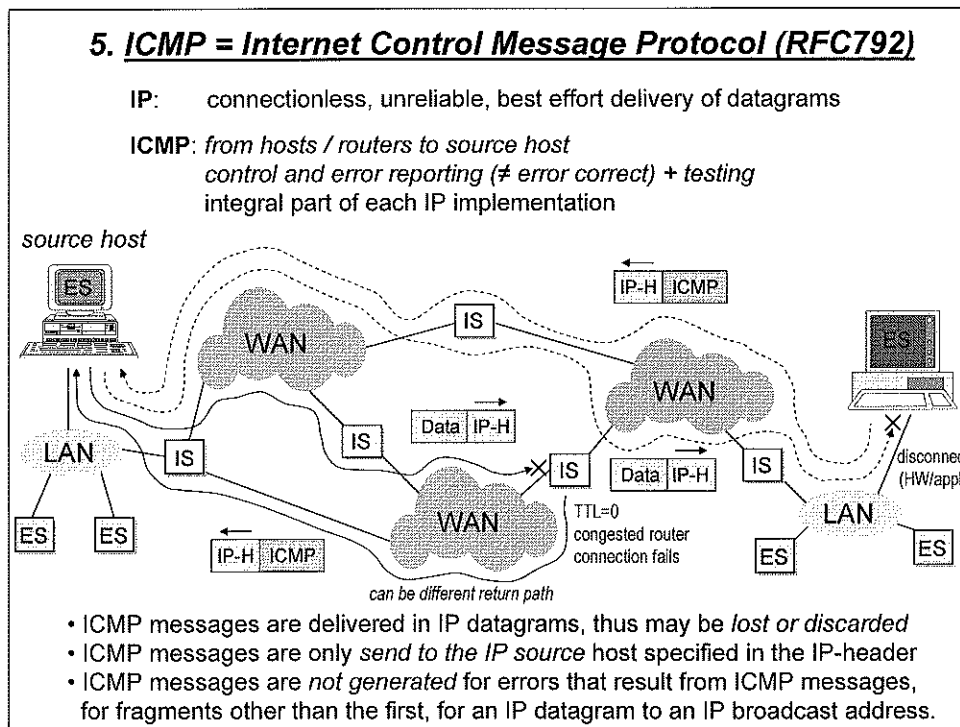 5. ICMP = Internet Control Message Protocol (RFC792)
IP: connectionless, unreliable, best effort delivery of datagrams
ICMP: from hosts / routers to source host
control and error reporting (≠ error correct) + testing
integral part of each IP implementation
source host
ES
IP-H ICMP
IS
WAN
ES
WAN
Data IP-H
LAN
IS
IS
IS
Data IP-H
IS
disconnec
(HW/appl
WAN
TTL=0
congested router
connection fails
LAN
ES
ES
IP-H ICMP
ES
ES
can be different return path
• ICMP messages are delivered in IP datagrams, thus may be lost or discarded
• ICMP messages are only send to the IP source host specified in the IP-header
• ICMP messages are not generated for errors that result from ICMP messages,
for fragments other than the first, for an IP datagram to an IP broadcast address.